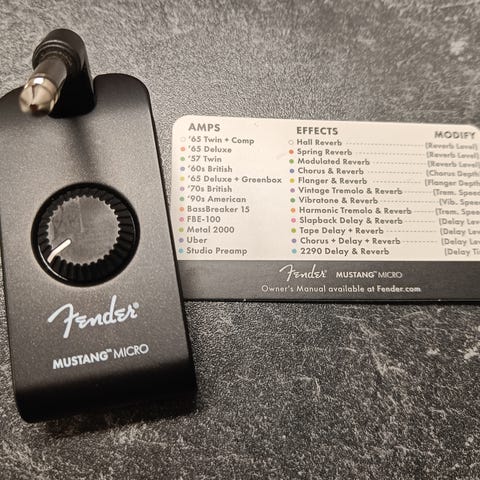 AMPS EFFECTS MODIFY
'65 Twin + Comp Hall Reverb (Reverb Level)
'65 Deluxe Spring Reverb (Reverb Level)
'57 Twin Modulated Reverb (Reverb Level)
'60s British Chorus & Reverb (Chorus Depth)
'65 Deluxe + Greenbox Flanger & Reverb (Flanger Depth)
'70s British Vintage Tremolo & Reverb (Trem. Speed)
'90s American Vibratone & Reverb (Vib. Speed)
BassBreaker 15 Harmonic Tremolo & Reverb (Trem. Speed)
FBE-100 Slapback Delay & Reverb (Delay Level)
Metal 2000 Tape Delay + Reverb (Delay Level)
Uber Chorus + Delay + Reverb (Delay Level)
Studio Preamp 2290 Delay & Reverb (Delay
Fender MUSTANG™ MICRO
Owner's Manual available at Fender.com
Fender
MUSTANG™ MICRO